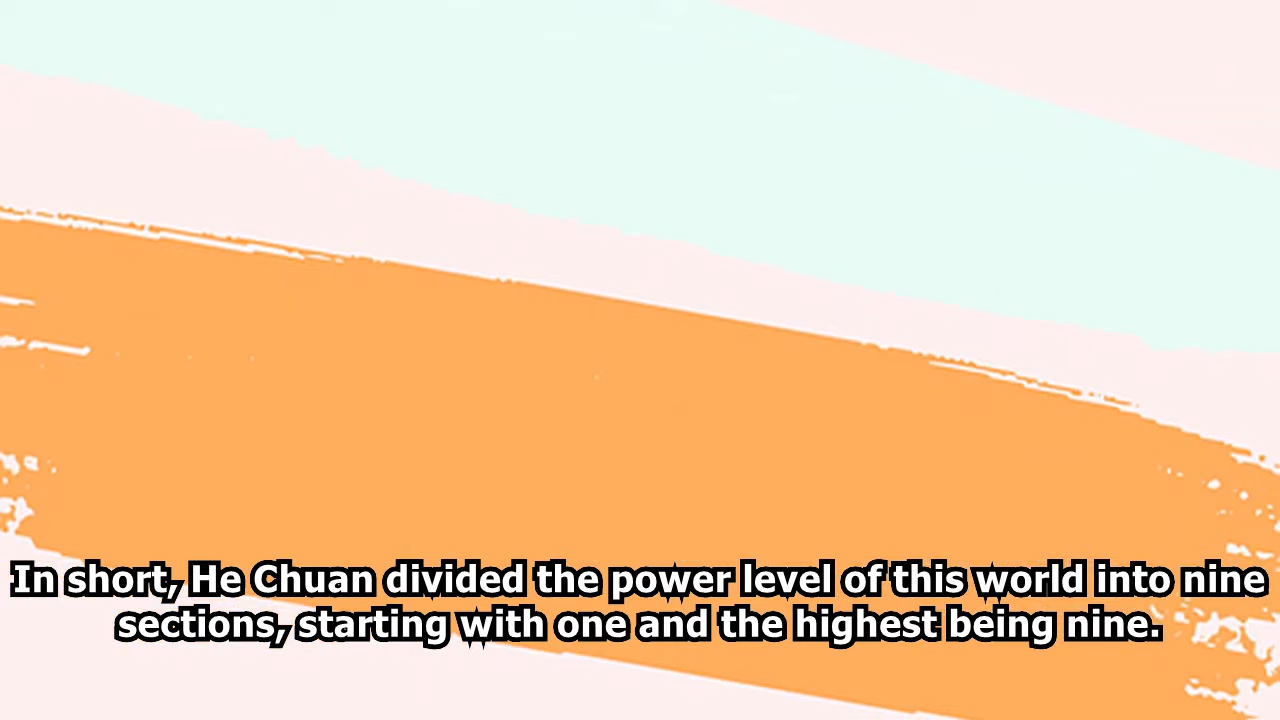 In short, He Chuan divided the power level of this world into nine
sections, starting with one and the highest being nine.